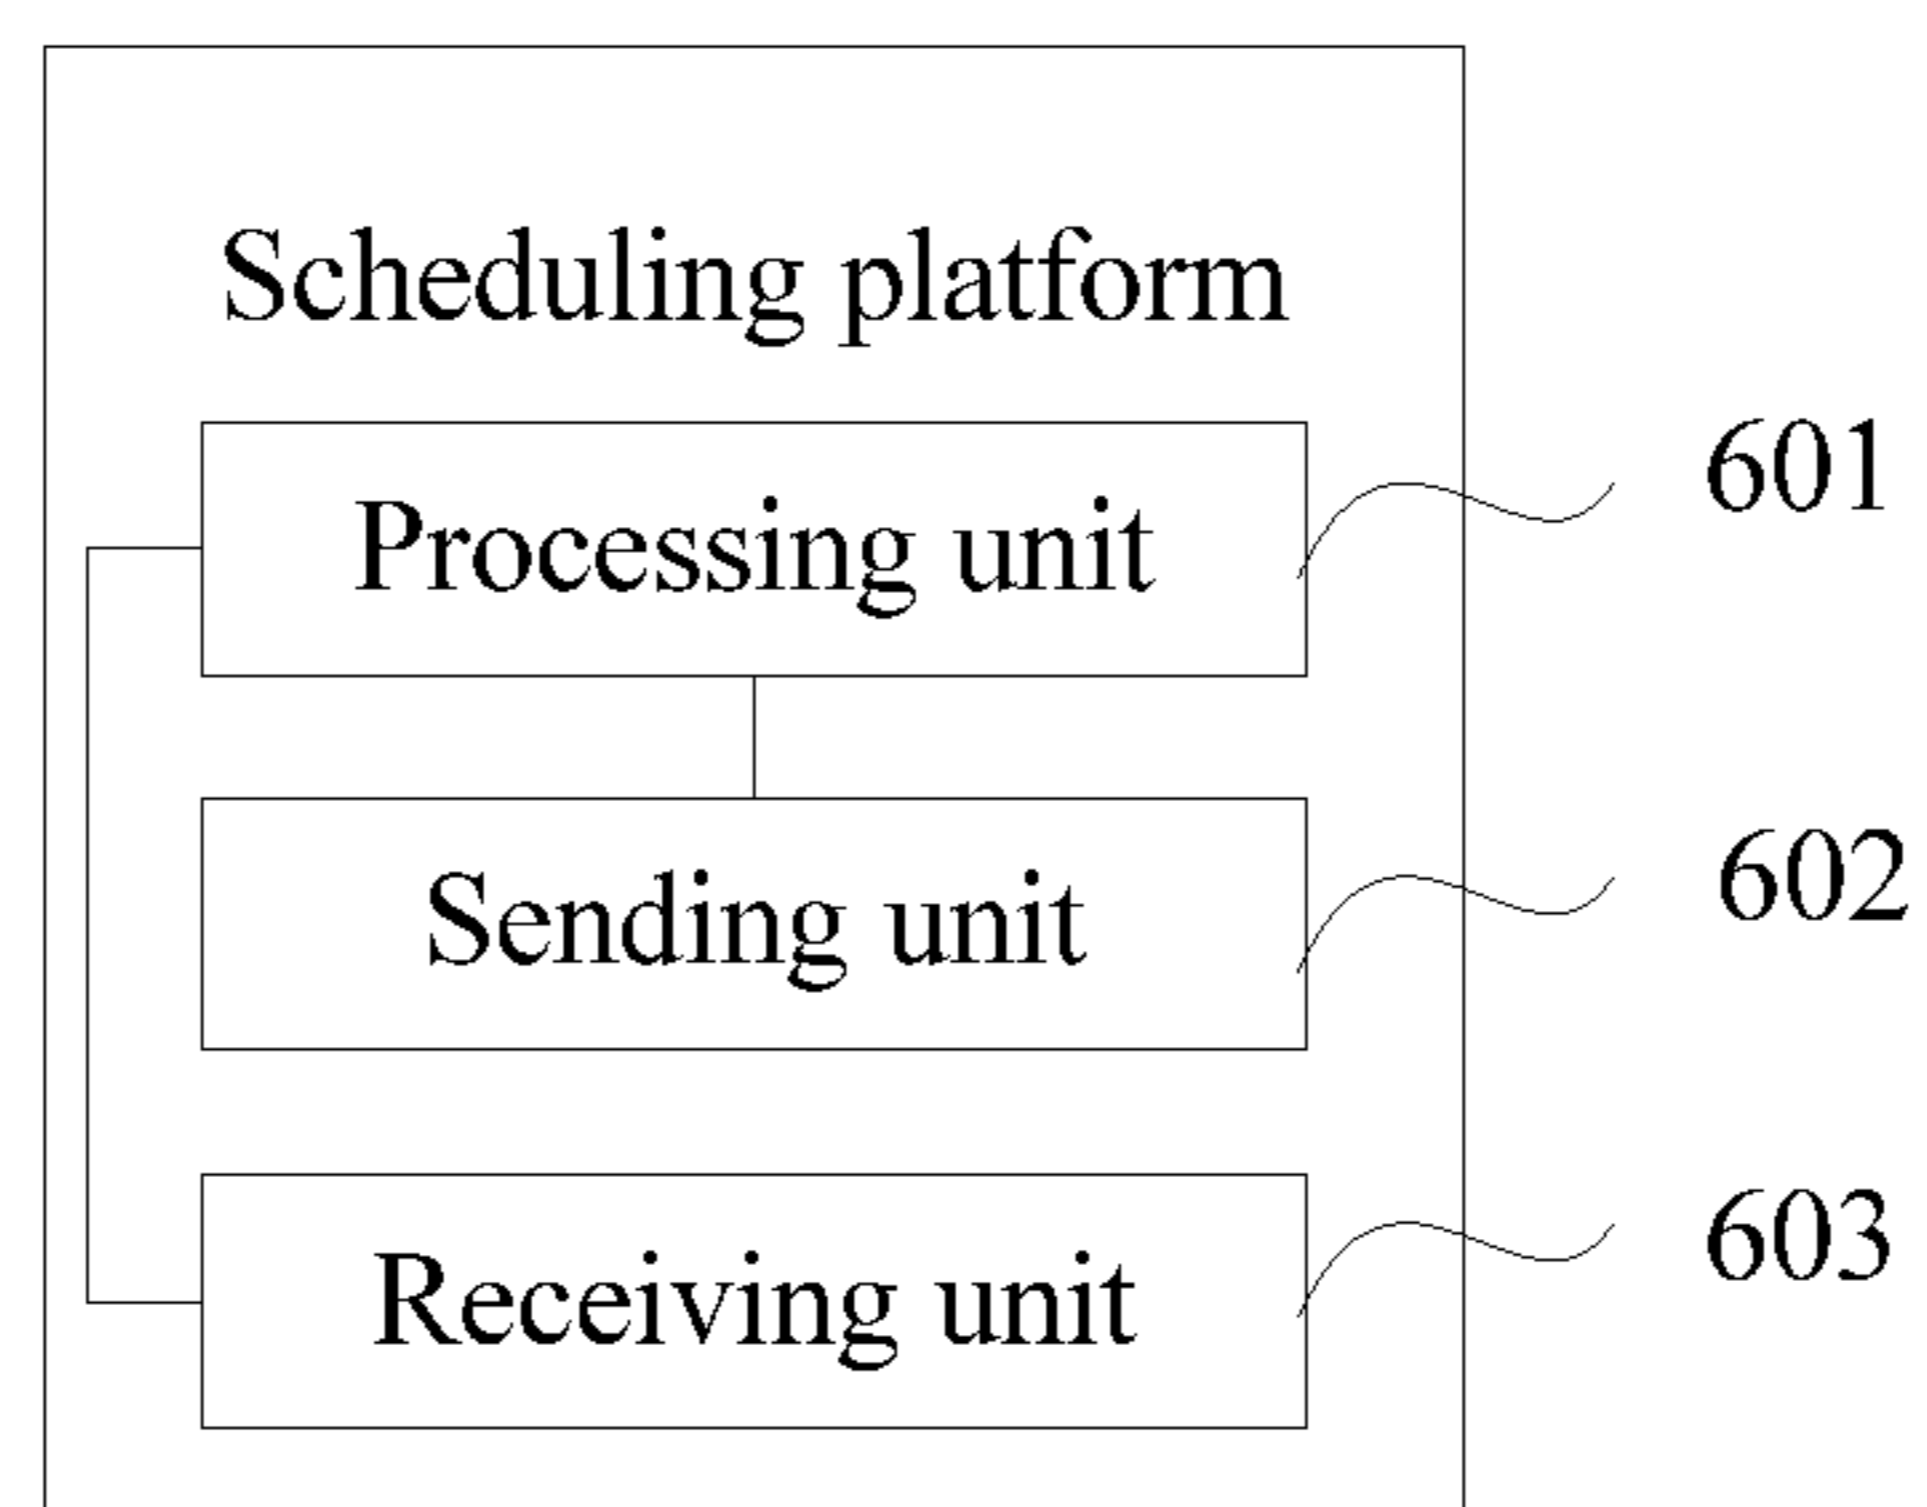 Scheduling platform
Processing unit
601
Sending unit
602
Receiving unit
603